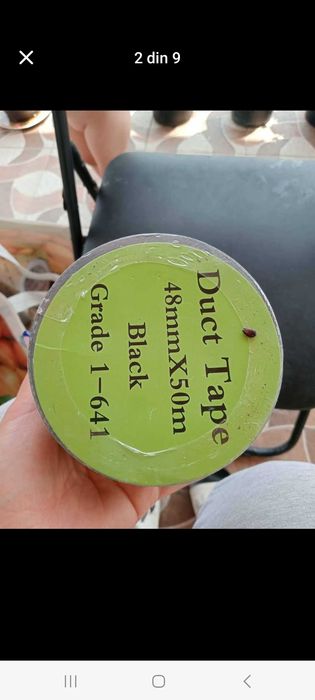 2 din 9
Duct Tape
48mmX50m
Black
Grade 1-641